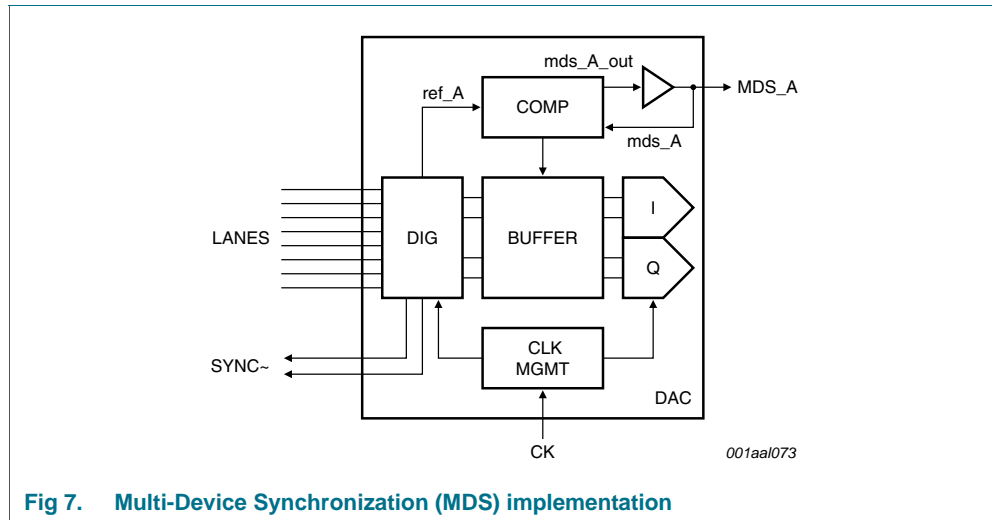 mds_A_out
MDS_A
ref_A
COMP
mds_A
LANES
DIG
BUFFER
I
Q
SYNC~
CLK
MGMT
DAC
CK
001aal073
Fig 7. Multi-Device Synchronization (MDS) implementation